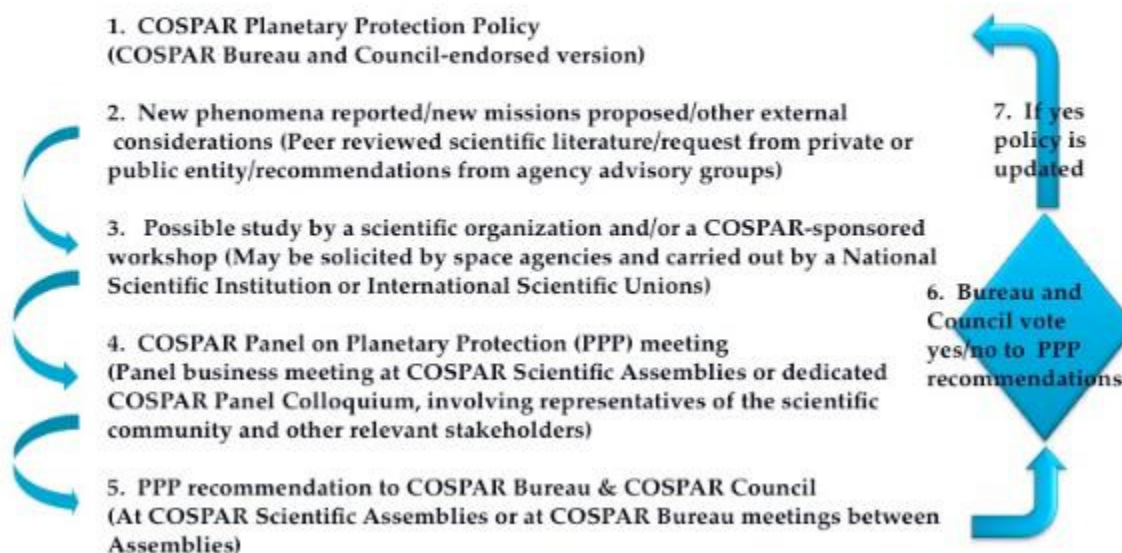 1. COSPAR Planetary Protection Policy
(COSPAR Bureau and Council-endorsed version)
2. New phenomena reported/new missions proposed/other external
considerations (Peer reviewed scientific literature/request from private or
public entity/recommendations from agency advisory groups)
3. Possible study by a scientific organization and/or a COSPAR-sponsored
workshop (May be solicited by space agencies and carried out by a National
Scientific Institution or International Scientific Unions)
4. COSPAR Panel on Planetary Protection (PPP) meeting
(Panel business meeting at COSPAR Scientific Assemblies or dedicated
COSPAR Panel Colloquium, involving representatives of the scientific
community and other relevant stakeholders)
5. PPP recommendation to COSPAR Bureau & COSPAR Council
(At COSPAR Scientific Assemblies or at COSPAR Bureau meetings between
Assemblies)
6. Bureau and
Council vote
yes/no to PPP
recommendations
7. If yes
policy is
updated